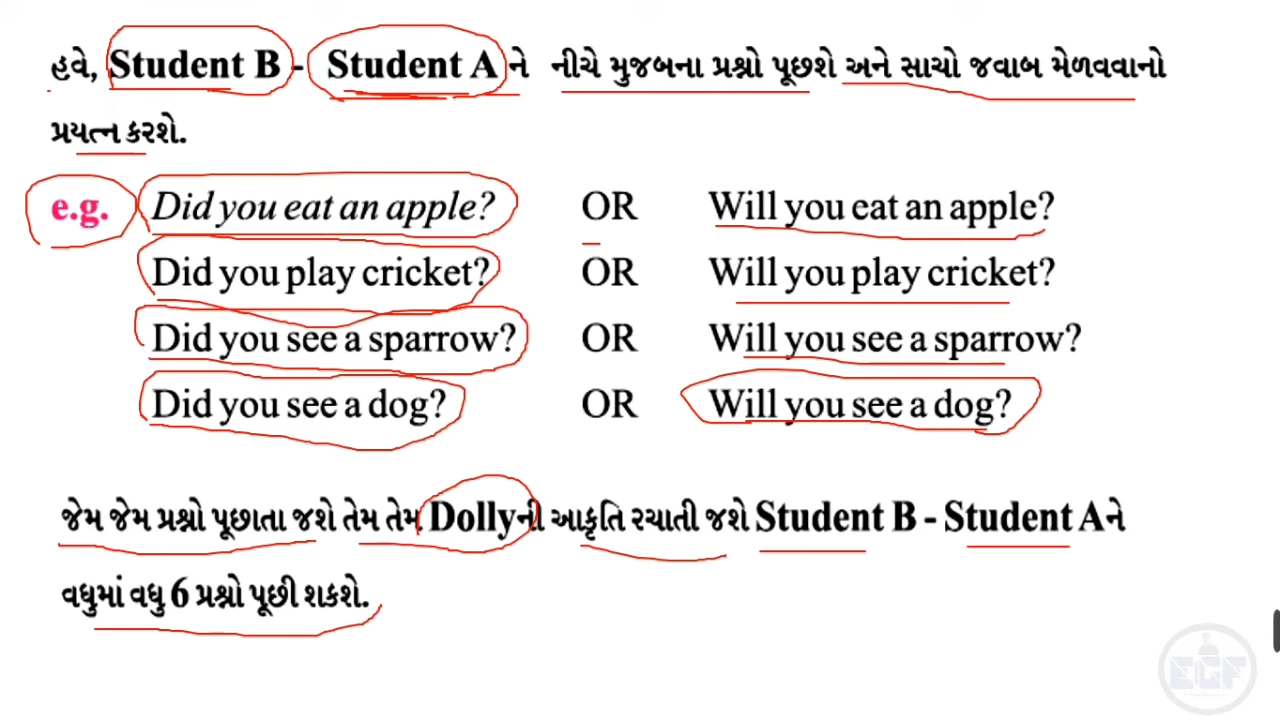 હવે, Student B - Student A ને નીચે મુજબના પ્રશ્નો પૂછશે અને સાચો જવાબ મેળવવાનો
પ્રયત્ન કરશે.
e.g. Did you eat an apple? OR Will you eat an apple?
Did you play cricket? OR Will you play cricket?
Did you see a sparrow? OR Will you see a sparrow?
Did you see a dog? OR Will you see a dog?
જેમ જેમ પ્રશ્નો પૂછાતા જશે તેમ તેમ Dollyની આકૃતિ રચાતી જશે Student B - Student Aને
વધુમાં વધુ 6 પ્રશ્નો પૂછી શકશે.
EGF